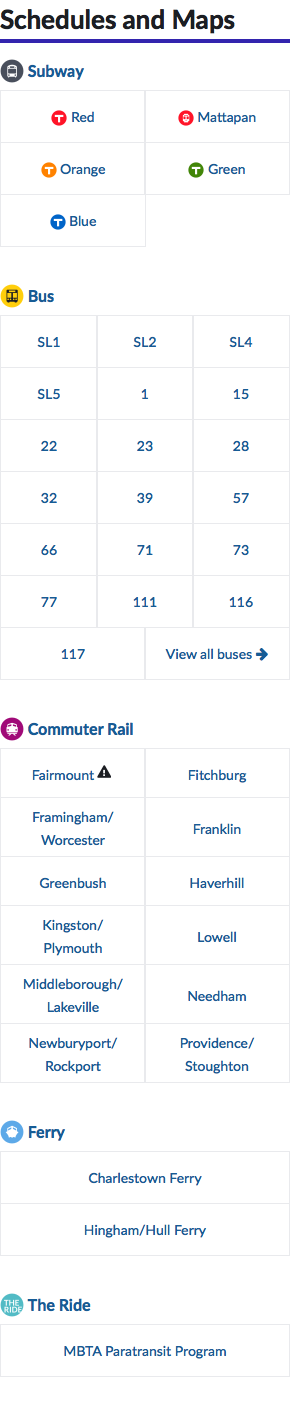 Schedules and Maps
Subway
T Red
Mattapan
T Orange
T Green
T Blue
Bus
SL1 SL2 SL4
SL5 1 15
22 23 28
32 39 57
66 71 73
77 111 116
117 View all buses
Commuter Rail
Fairmount Fitchburg
Framingham/
Worcester
Franklin
Greenbush Haverhill
Kingston/
Plymouth
Lowell
Middleborough/
Lakeville
Needham
Newburyport/
Rockport
Providence/
Stoughton
Ferry
Charlestown Ferry
Hingham/Hull Ferry
THE
RIDE
The Ride
MBTA Paratransit Program